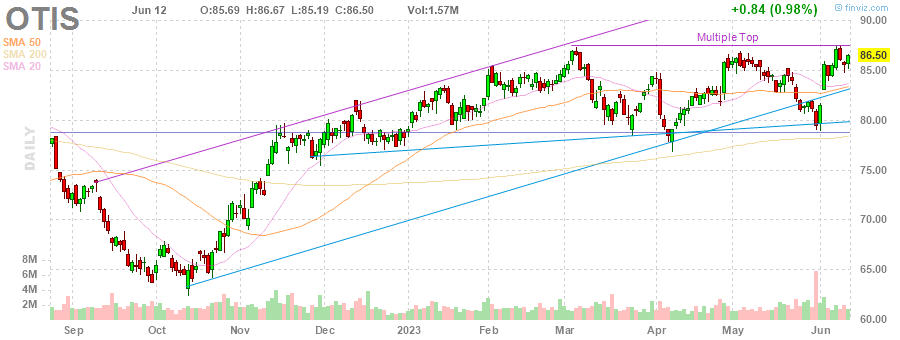 OTIS Jun 12 O:85.69 H:86.67 L:85.19 C:86.50 Vol:1.57M +0.84 (0.98%) © finviz.com
SMA 50
SMA 200
SMA 20
DAILY
Multiple Top
90.00
86.50
85.00
80.00
75.00
70.00
65.00
60.00
8M
6M
4M
2M
Sep Oct Nov Dec 2023 Feb Mar Apr May Jun